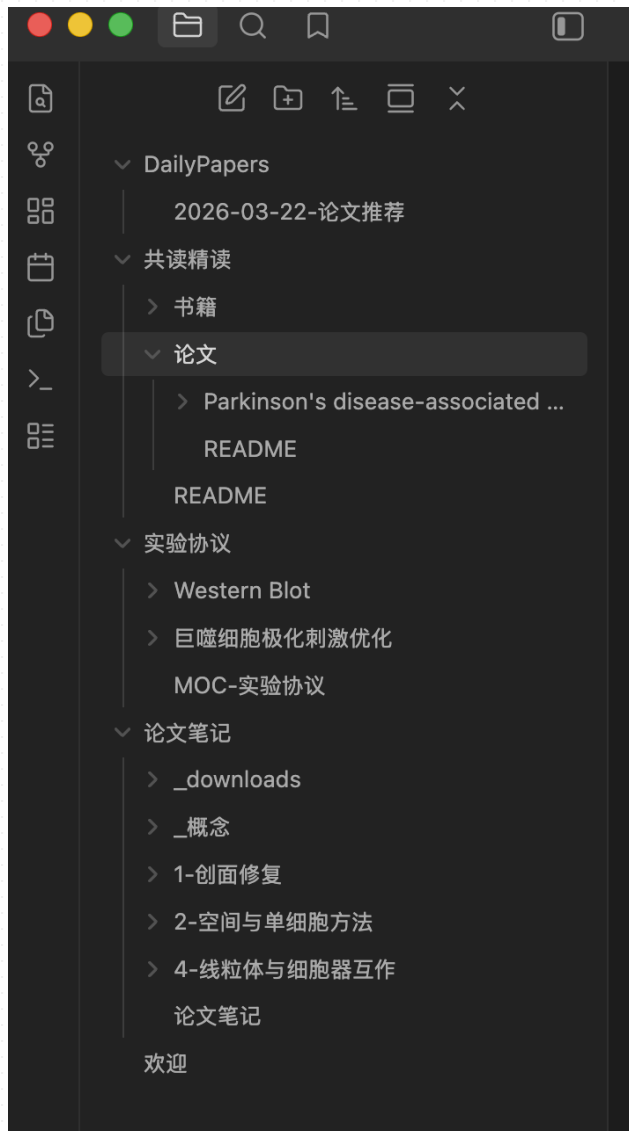 DailyPapers
2026-03-22-论文推荐
共读精读
书籍
论文
Parkinson's disease-associated ...
README
README
实验协议
Western Blot
巨噬细胞极化刺激优化
MOC-实验协议
论文笔记
_downloads
_概念
1-创面修复
2-空间与单细胞方法
4-线粒体与细胞器互作
论文笔记
欢迎